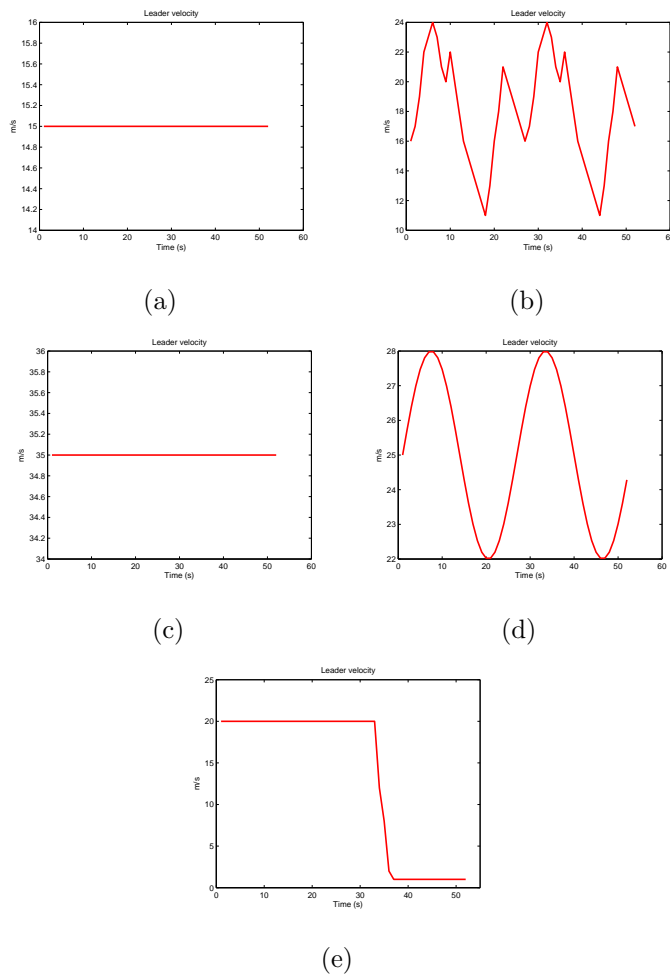 Leader velocity
16
15.8
15.6
15.4
15.2
15
14.8
14.6
14.4
14.2
14
m/s
0 10 20 30 40 50 60
Time (s)
(a)
Leader velocity
24
22
20
18
16
14
12
10
m/s
0 10 20 30 40 50 60
Time (s)
(b)
Leader velocity
36
35.8
35.6
35.4
35.2
35
34.8
34.6
34.4
34.2
34
m/s
0 10 20 30 40 50 60
Time (s)
(c)
Leader velocity
28
27
26
25
24
23
22
m/s
0 10 20 30 40 50 60
Time (s)
(d)
Leader velocity
25
20
15
10
5
0
m/s
0 10 20 30 40 50
Time (s)
(e)